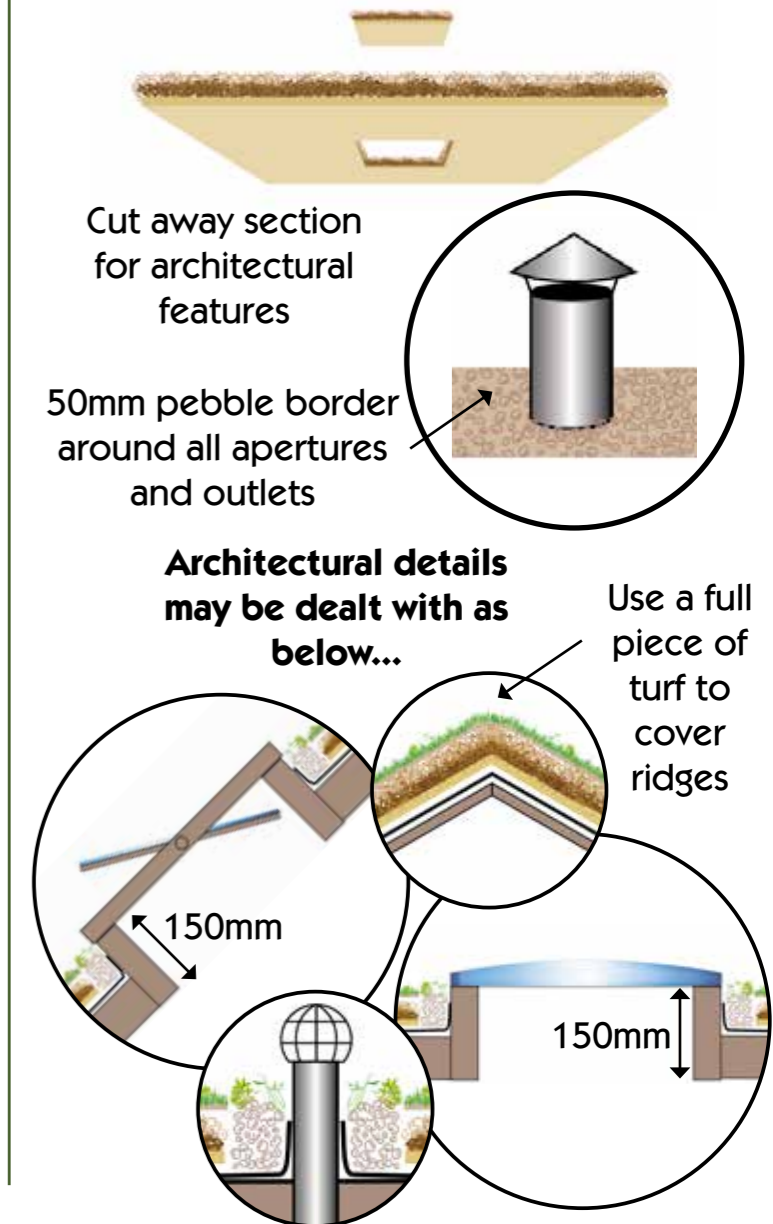 Cut away section
for architectural
features
50mm pebble border
around all apertures
and outlets
Architectural details
may be dealt with as
below...
Use a full
piece of
turf to
cover
ridges
150mm
150mm